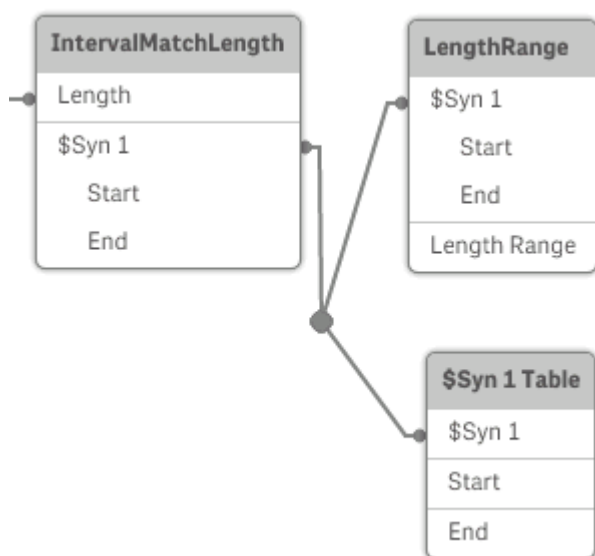 IntervalMatchLength
Length
$Syn 1
Start
End
LengthRange
$Syn 1
Start
End
Length Range
$Syn 1 Table
$Syn 1
Start
End